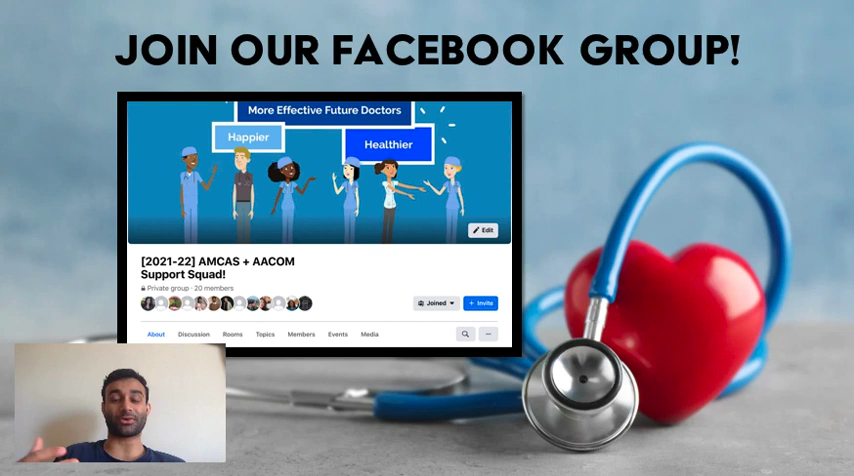 JOIN OUR FACEBOOK GROUP!
More Effective Future Doctors
Happier
Healthier
Edit
[2021-22] AMCAS + AACOM
Support Squad!
Private group · 20 members
Joined
+ Invite
About Discussion Rooms Topics Members Events Media